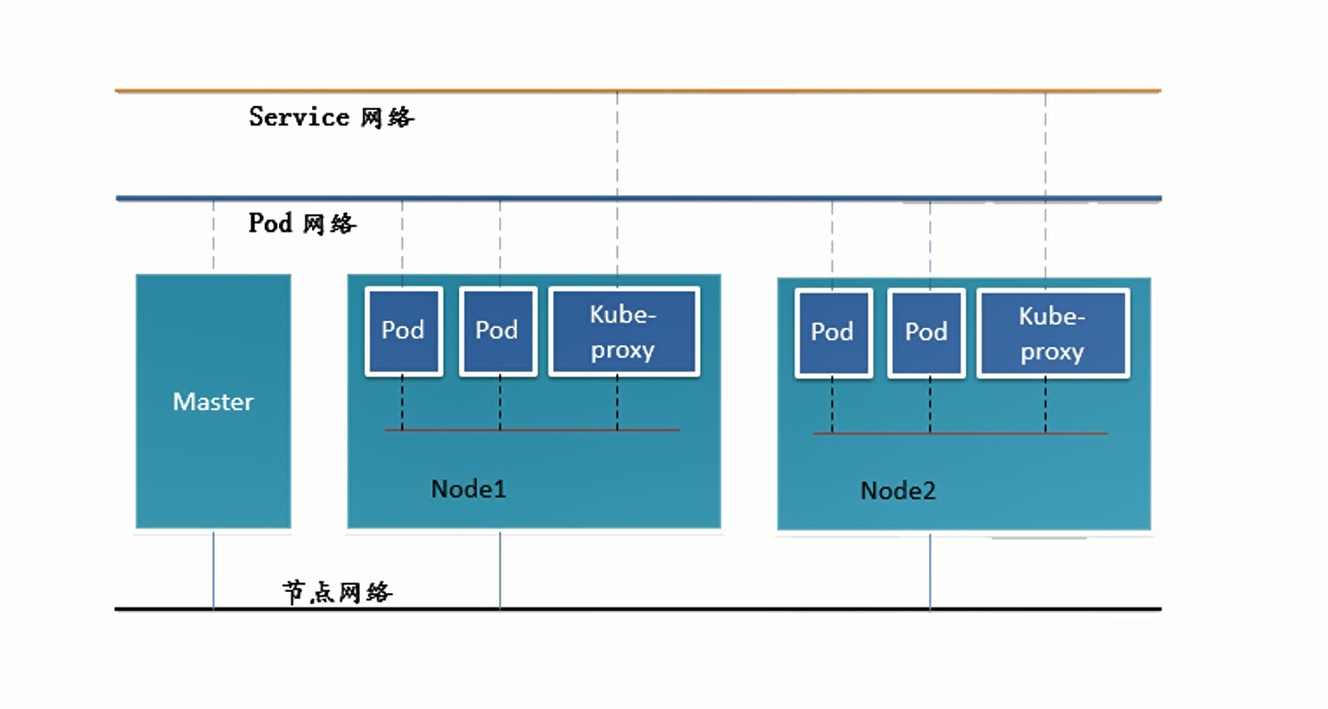 Service 网络
Pod 网络
Master
Pod
Pod
Kube-
proxy
Node1
Pod
Pod
Kube-
proxy
Node2
节点网络